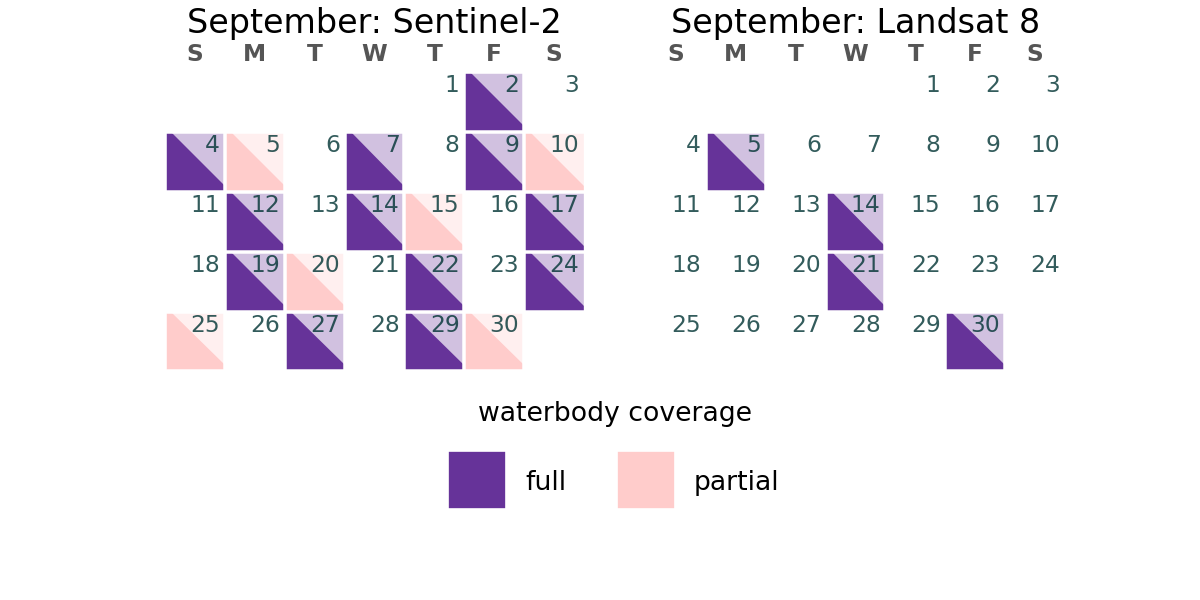 September: Sentinel-2
S M T W T F S
1 2 3
4 5 6 7 8 9 10
11 12 13 14 15 16 17
18 19 20 21 22 23 24
25 26 27 28 29 30
September: Landsat 8
S M T W T F S
1 2 3
4 5 6 7 8 9 10
11 12 13 14 15 16 17
18 19 20 21 22 23 24
25 26 27 28 29 30
waterbody coverage
full partial